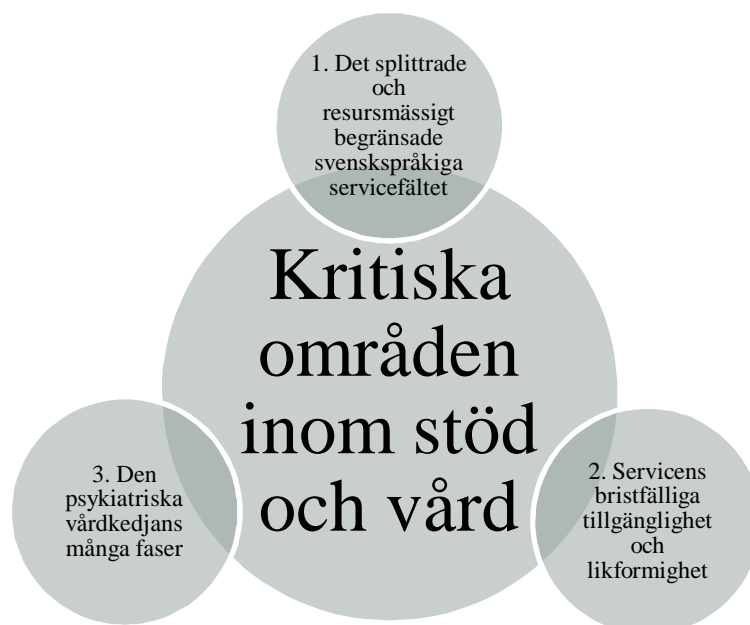 1. Det splittrade
och
resursmässigt
begränsade
svenskspråkiga
servicefältet
Kritiska
områden
inom stöd
och vård
3. Den
psykiatriska
vårdkedjans
många faser
2. Servicens
bristfälliga
tillgänglighet
och
likformighet